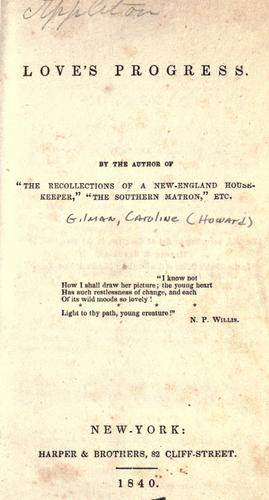 Appleton
LOVE'S PROGRESS.
BY THE AUTHOR OF
"THE RECOLLECTIONS OF A NEW-ENGLAND HOUSE-
KEEPER," "THE SOUTHERN MATRON," ETC.
GILMAN, CAROLINE (HOWARD)
"I know not
How I shall draw her picture; the young heart
Has such restlessness of change, and each
Of its wild moods so lovely!
* * * *
Light to thy path, young creature!"
N. P. WILLIS.
NEW-YORK:
HARPER & BROTHERS, 82 CLIFF-STREET.
1840.